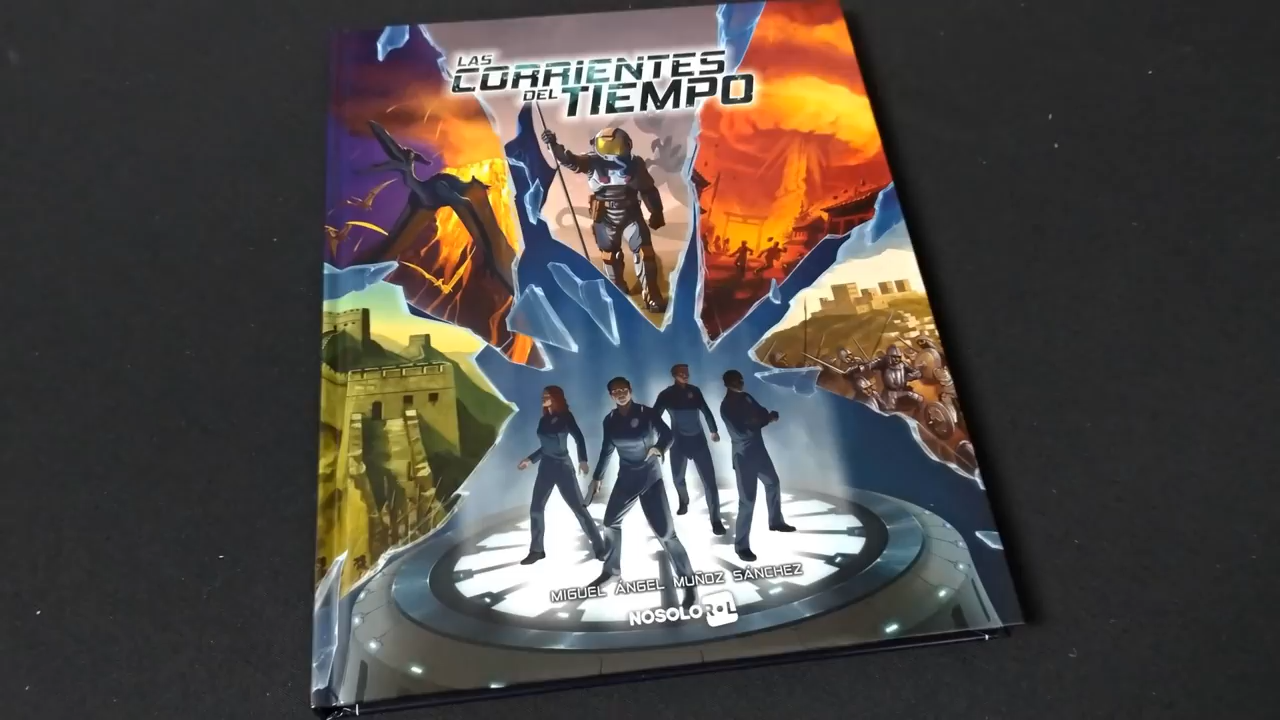 LAS
CORRIENTES
DEL TIEMPO
MIGUEL ÁNGEL MUÑOZ SÁNCHEZ
NOSOLOROL